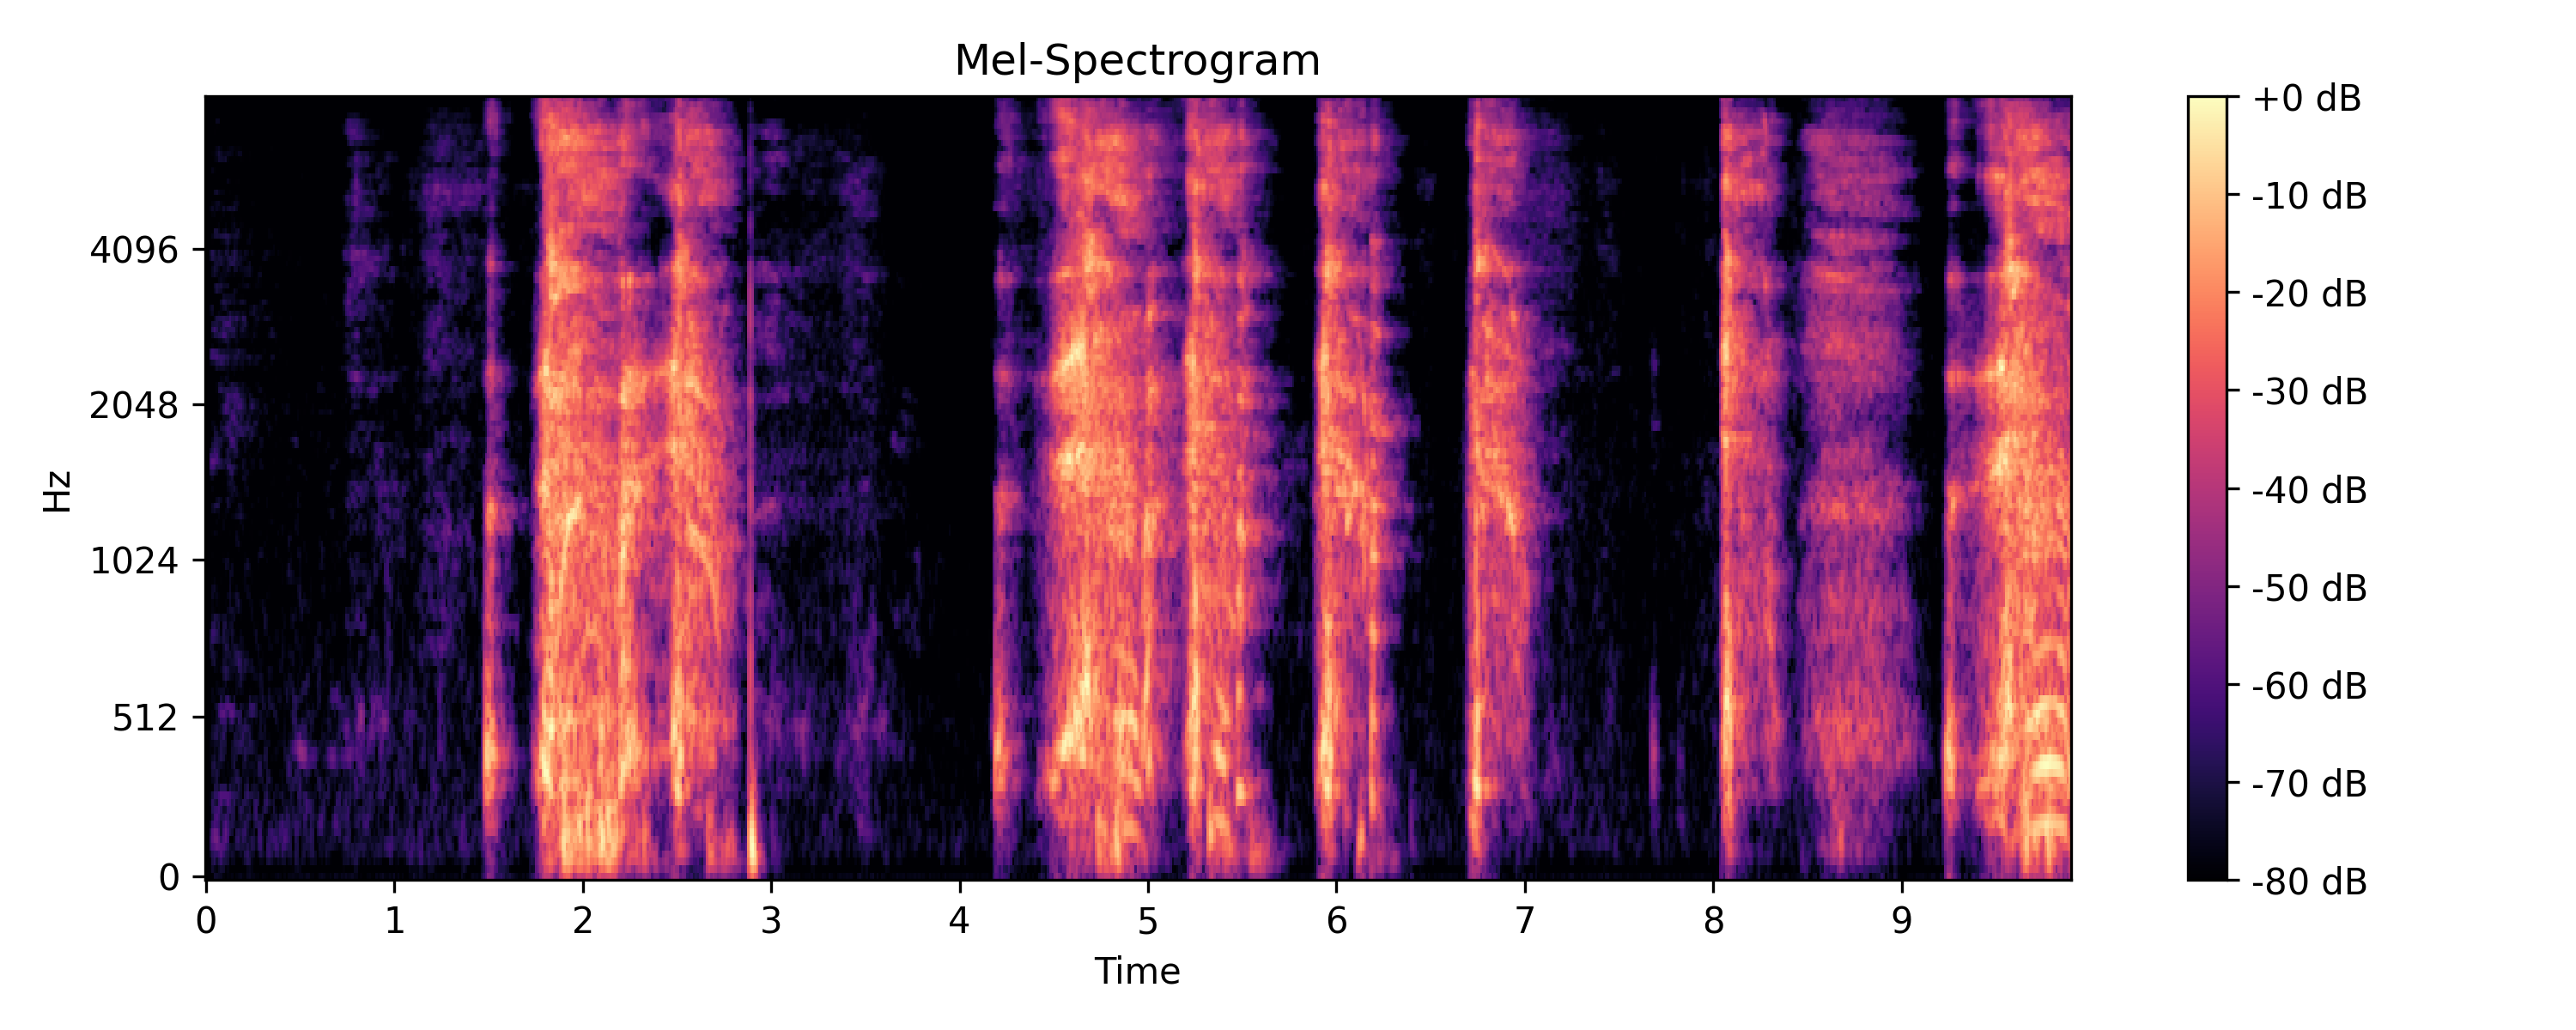 Mel-Spectrogram
Hz
4096
2048
1024
512
0
0 1 2 3 4 5 6 7 8 9
Time
+0 dB
-10 dB
-20 dB
-30 dB
-40 dB
-50 dB
-60 dB
-70 dB
-80 dB